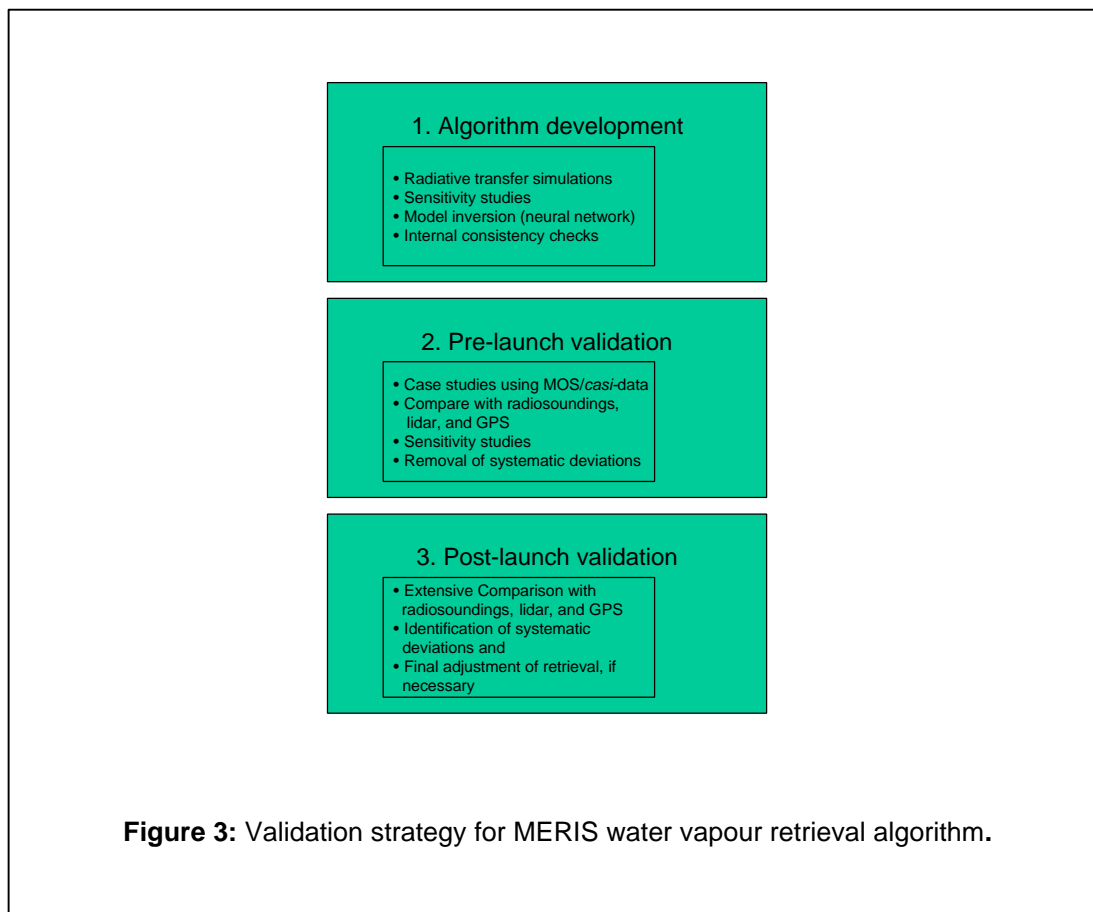 1. Algorithm development
• Radiative transfer simulations
• Sensitivity studies
• Model inversion (neural network)
• Internal consistency checks
2. Pre-launch validation
• Case studies using MOS/casi-data
• Compare with radiosoundings,
lidar, and GPS
• Sensitivity studies
• Removal of systematic deviations
3. Post-launch validation
• Extensive Comparison with
radiosoundings, lidar, and GPS
• Identification of systematic
deviations and
• Final adjustment of retrieval, if
necessary
Figure 3: Validation strategy for MERIS water vapour retrieval algorithm.